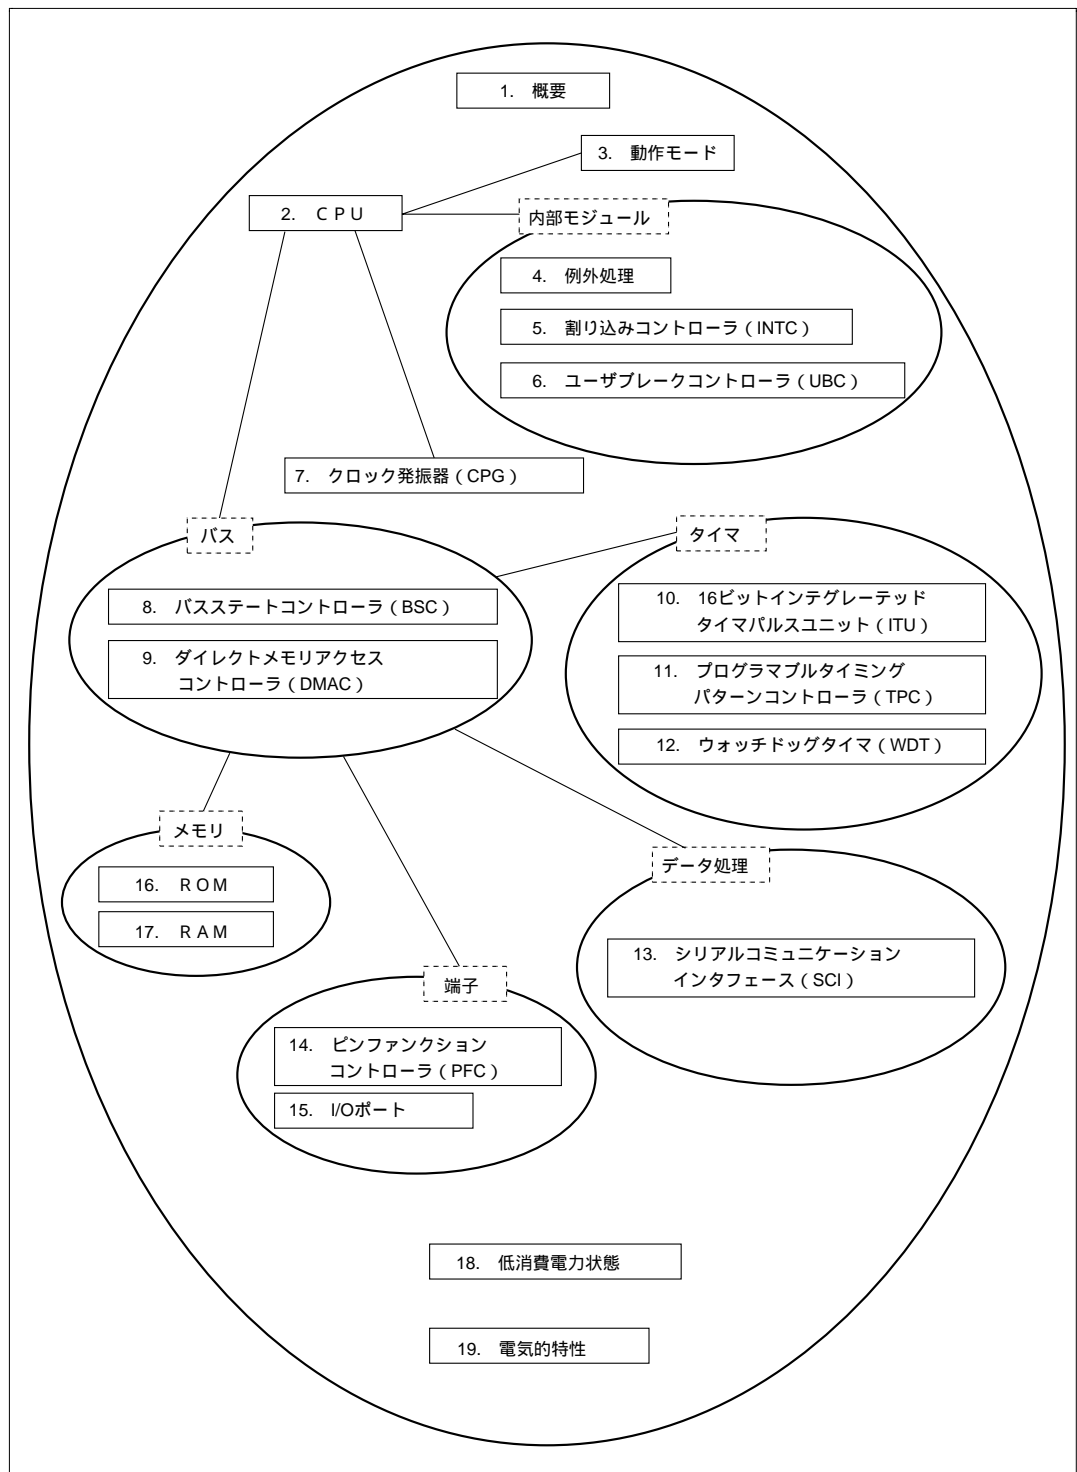 1. 概要
3. 動作モード
2. ＣＰＵ
内部モジュール
4. 例外処理
5. 割り込みコントローラ（INTC）
6. ユーザブレークコントローラ（UBC）
7. クロック発振器（CPG）
バス
8. バスステートコントローラ（BSC）
9. ダイレクトメモリアクセス
コントローラ（DMAC）
タイマ
10. 16ビットインテグレーテッド
タイマパルスユニット（ITU）
11. プログラマブルタイミング
パターンコントローラ（TPC）
12. ウォッチドッグタイマ（WDT）
メモリ
16. ＲＯＭ
17. ＲＡＭ
データ処理
13. シリアルコミュニケーション
インタフェース（SCI）
端子
14. ピンファンクション
コントローラ（PFC）
15. I/Oポート
18. 低消費電力状態
19. 電気的特性